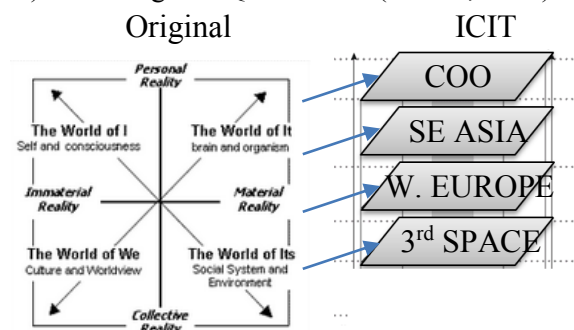 Original
ICIT
Personal
Reality
The World of I
Self and consciousness
The World of It
brain and organism
Immaterial
Reality
Material
Reality
The World of We
Culture and Worldview
The World of Its
Social System and
Environment
Collective
COO
SE ASIA
W. EUROPE
3rd SPACE
...